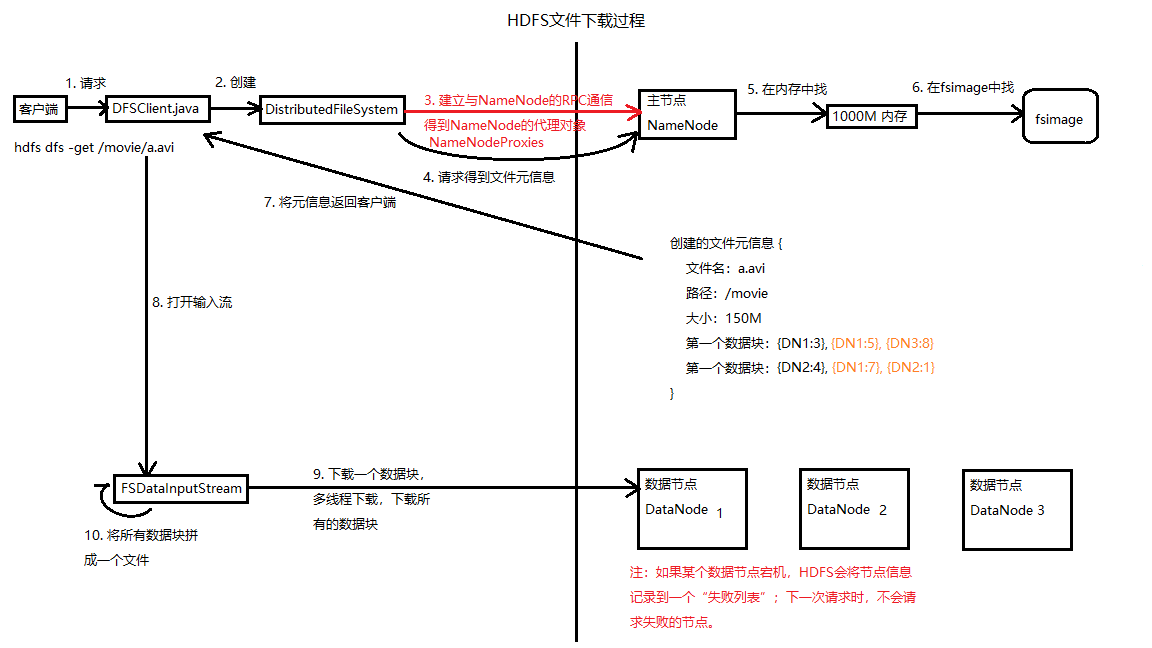 HDFS文件下载过程
1. 请求
2. 创建
客户端
DFSClient.java
DistributedFileSystem
3. 建立与NameNode的RPC通信
得到NameNode的代理对象
NameNodeProxies
主节点
NameNode
5. 在内存中找
1000M 内存
6. 在fsimage中找
fsimage
hdfs dfs -get /movie/a.avi
4. 请求得到文件元信息
7. 将元信息返回客户端
创建的文件元信息 {
文件名：a.avi
路径：/movie
大小：150M
第一个数据块：{DN1:3}, {DN1:5}, {DN3:8}
第一个数据块：{DN2:4}, {DN1:7}, {DN2:1}
}
8. 打开输入流
FSDataInputStream
9. 下载一个数据块，
多线程下载，下载所
有的数据块
10. 将所有数据块拼
成一个文件
数据节点
DataNode 1
数据节点
DataNode 2
数据节点
DataNode 3
注：如果某个数据节点宕机，HDFS会将节点信息
记录到一个“失败列表”；下一次请求时，不会请
求失败的节点。